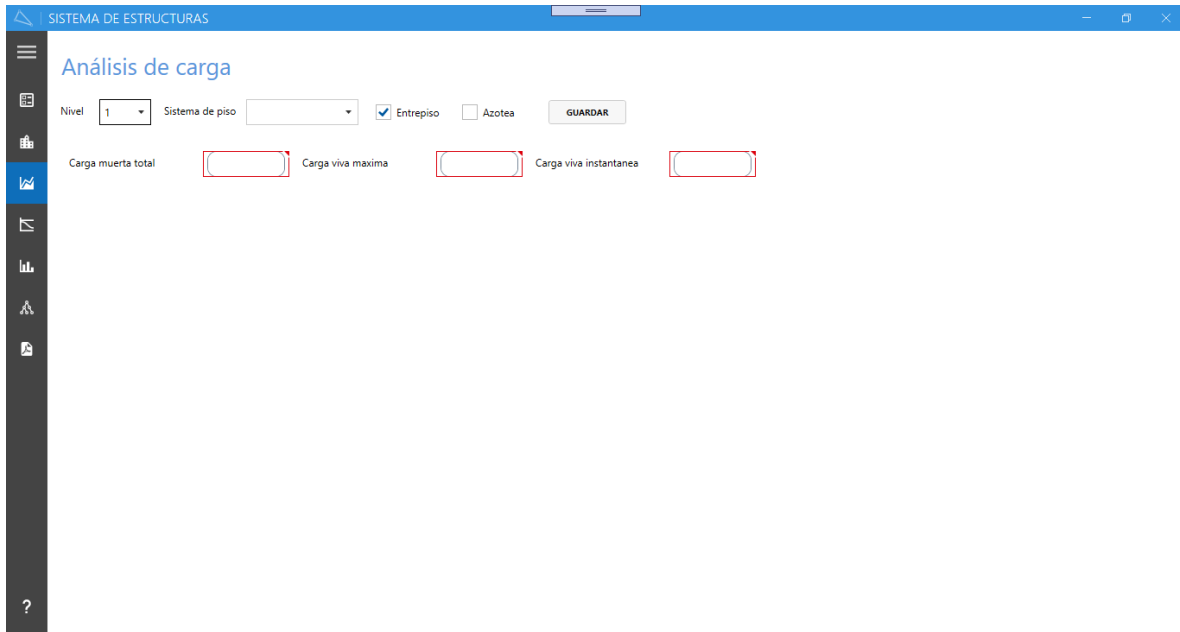 SISTEMA DE ESTRUCTURAS
Análisis de carga
Nivel 1 Sistema de piso Entrepiso Azotea GUARDAR
Carga muerta total Carga viva maxima Carga viva instantanea
?